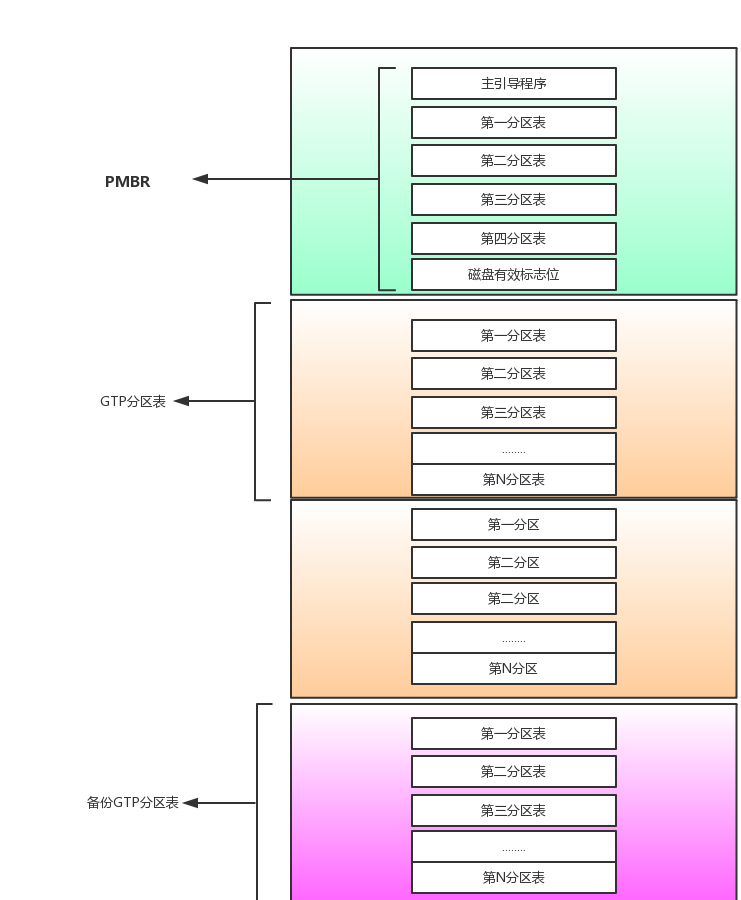 主引导程序
第一分区表
第二分区表
PMBR
第三分区表
第四分区表
磁盘有效标志位
第一分区表
第二分区表
GTP分区表
第三分区表
........
第N分区表
第一分区
第二分区
第二分区
........
第N分区
第一分区表
第二分区表
备份GTP分区表
第三分区表
........
第N分区表